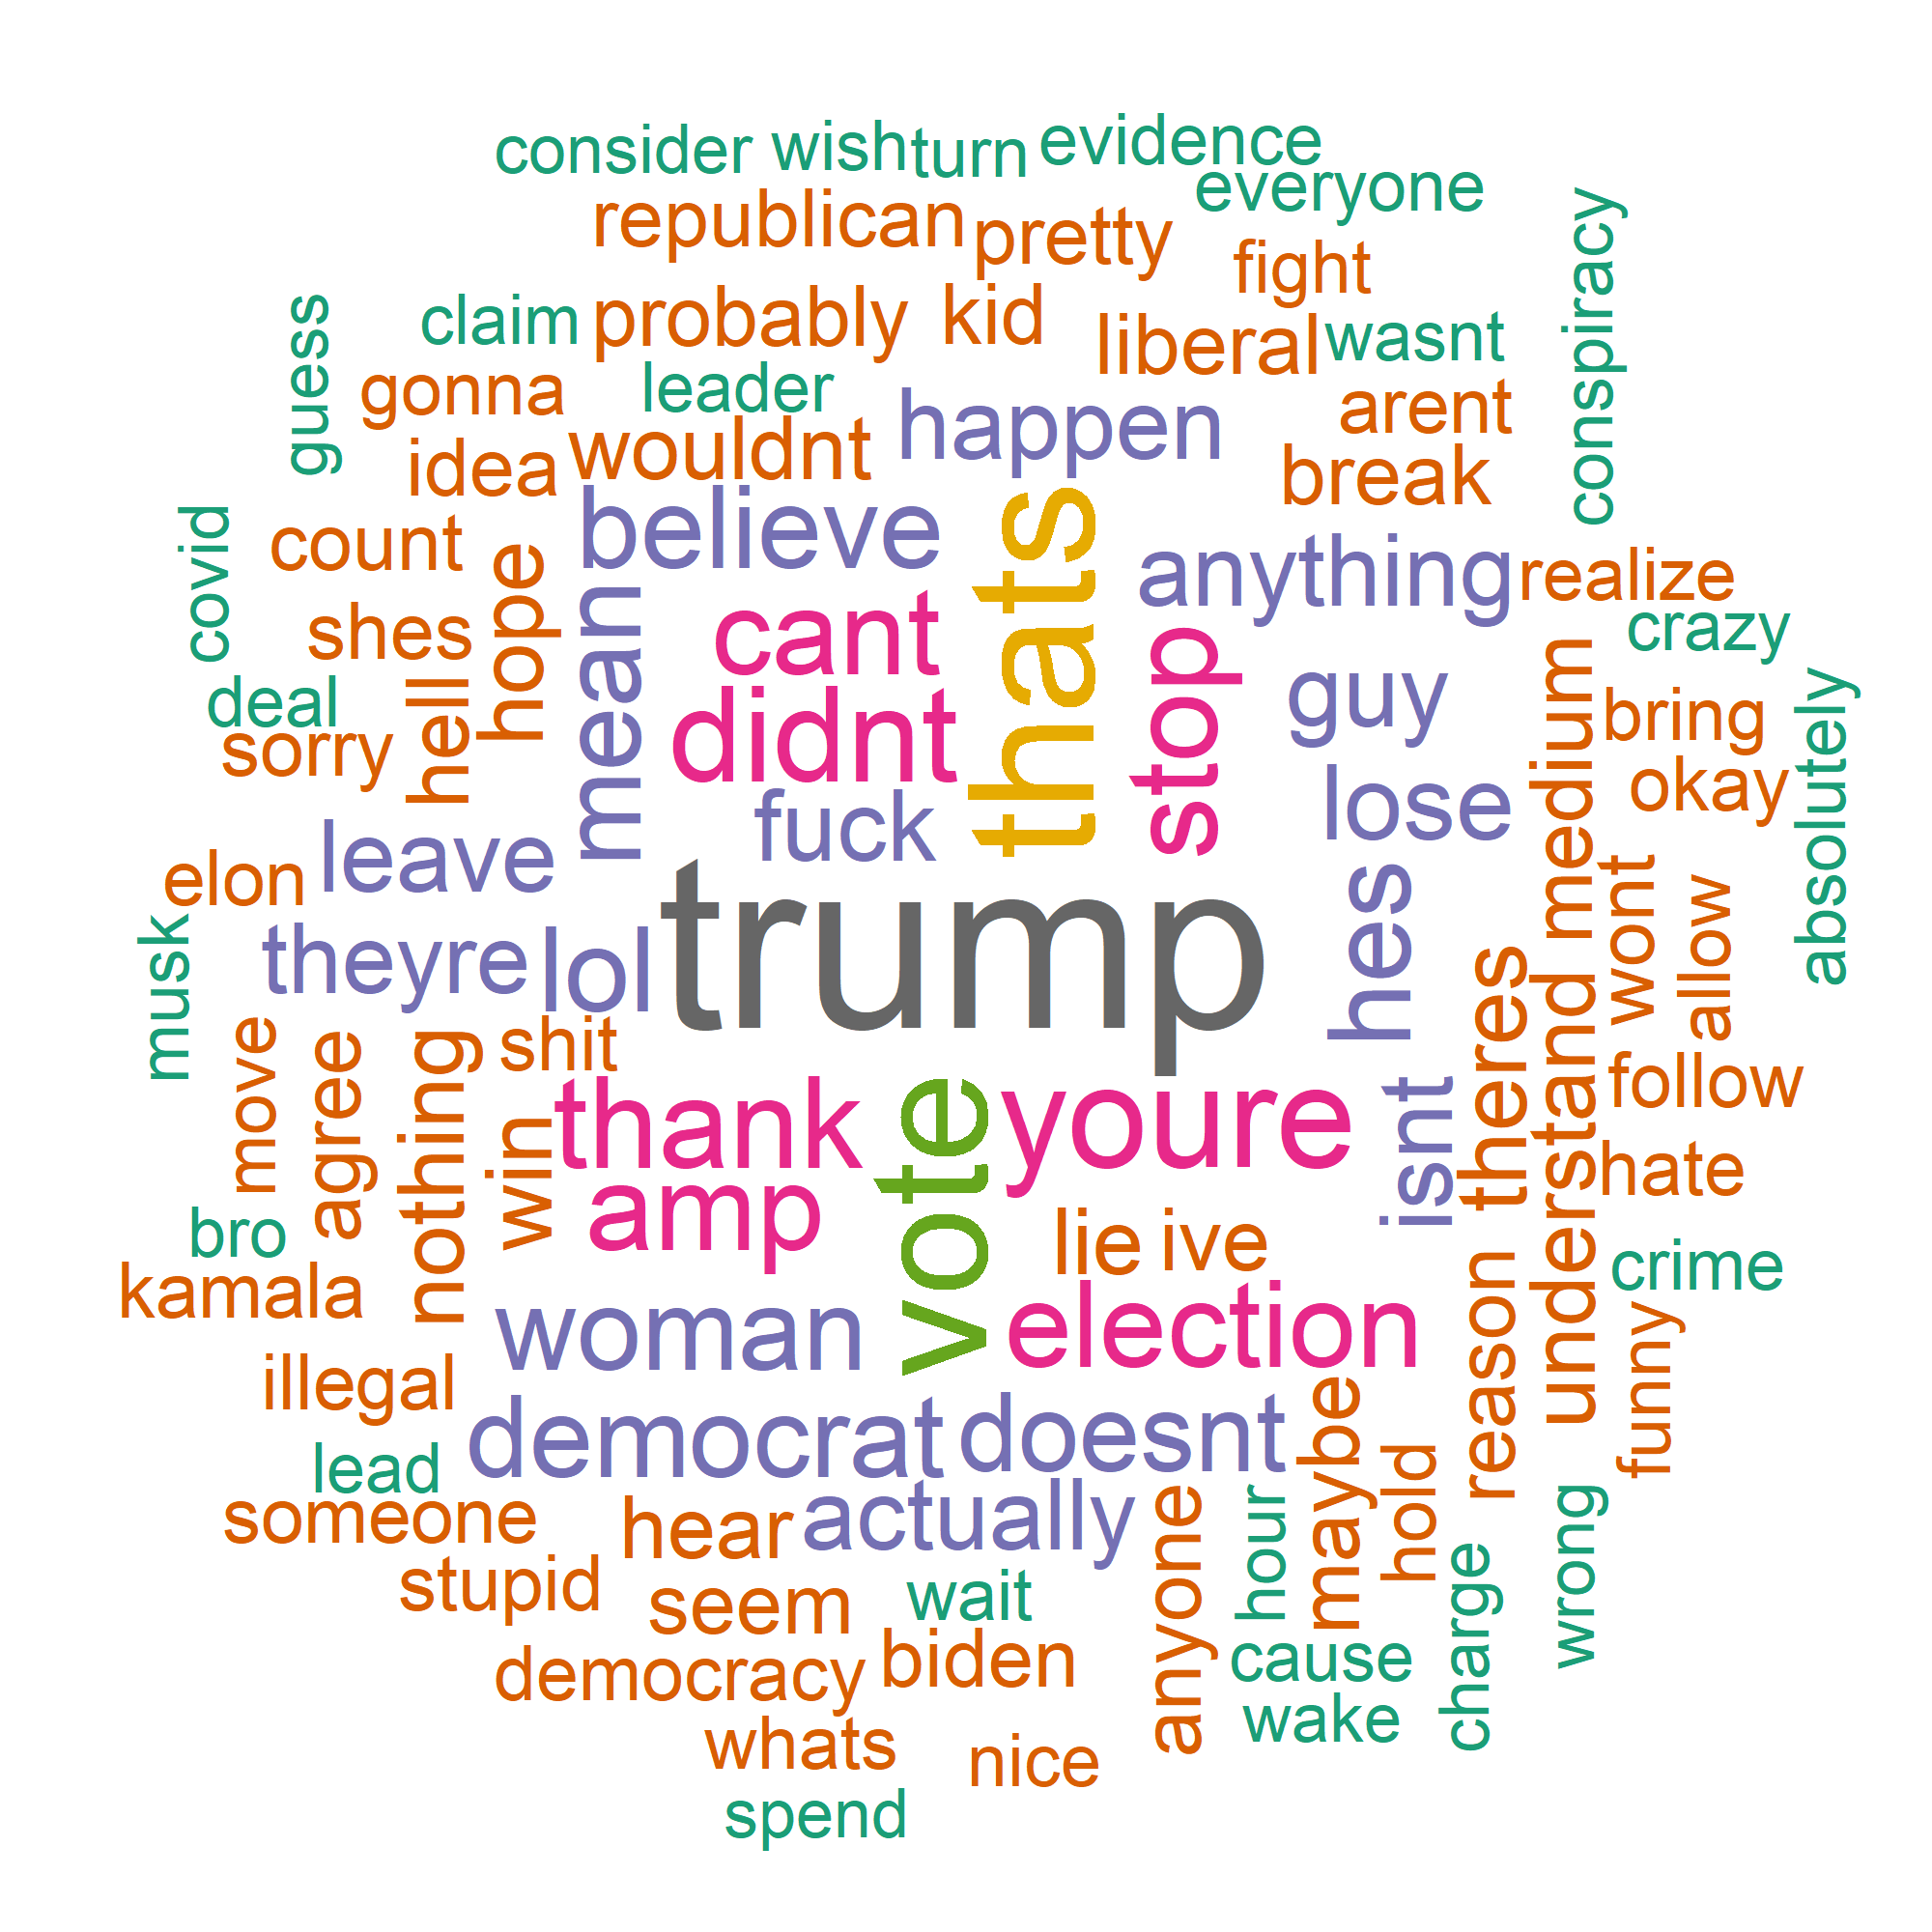 consider
wish
turn
evidence
everyone
republican
pretty
fight
conspiracy
guess
claim
probably
kid
liberal
wasnt
gonna
leader
happen
arent
idea
wouldnt
break
believe
thats
covid
count
hope
anything
realize
shes
mean
cant
stop
crazy
deal
sorry
hell
didnt
guy
medium
bring
absolutely
okay
lose
fuck
leave
elon
trump
hes
wont
allow
musk
theyre
lol
theres
understand
move
agree
nothing
shit
win
thank
vote
youre
isnt
follow
hate
amp
bro
lie
ive
reason
crime
kamala
woman
election
funny
illegal
democrat
doesnt
maybe
hold
lead
someone
hear
actually
anyone
hour
charge
wrong
stupid
seem
wait
democracy
biden
cause
wake
whats
nice
spend